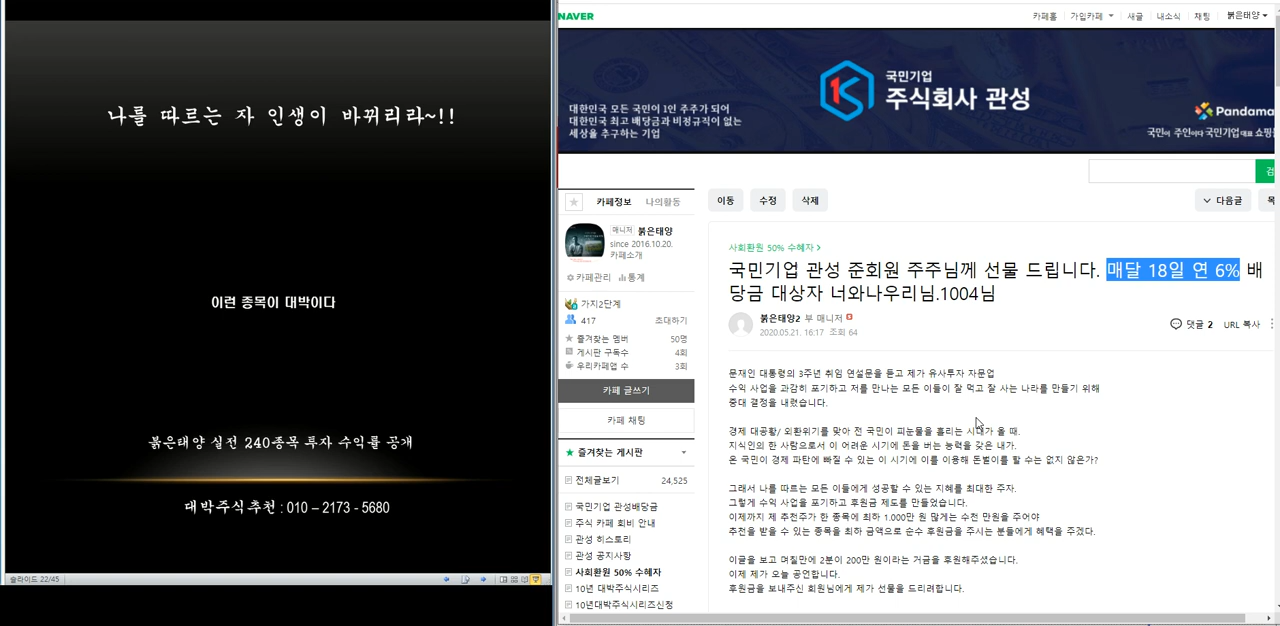 나를 따르는 자 인생이 바뀌리라~!!
이런 종목이 대박이다
붉은태양 실전 240종목 투자 수익률 공개
대박주식추천 : 010 – 2173 - 5680
슬라이드 22/45
NAVER
카페홈 가입카페 새글 내소식 채팅 붉은태양
대한민국 모든 국민이 1인 주주가 되어
대한민국 최고 배당금과 비정규직이 없는
세상을 추구하는 기업
국민기업
주식회사 관성
Pandama
국민이 주인이다 국민기업 대표 쇼핑
검
카페정보 나의활동
매니저 붉은태양
since 2016.10.20.
카페소개
카페관리 통계
가지2단계
417 초대하기
즐겨찾는 멤버 50명
게시판 구독수 4회
우리카페앱 수 3회
카페 글쓰기
카페 채팅
즐겨찾는 게시판
전체글보기 24,525
국민기업 관성배당금
주식 카페 회비 안내
관성 히스토리
관성 공지사항
사회환원 50% 수혜자
10년 대박주식시리즈
10년대박주식시리즈신청
이동 수정 삭제
다음글 목
사회환원 50% 수혜자 >
국민기업 관성 준회원 주주님께 선물 드립니다. 매달 18일 연 6% 배
당금 대상자 너와나우리님.1004님
붉은태양2 부 매니저
2020.05.21. 16:17 조회 64
댓글 2 URL 복사
문재인 대통령의 3주년 취임 연설문을 듣고 제가 유사투자 자문업
수익 사업을 과감히 포기하고 저를 만나는 모든 이들이 잘 먹고 잘 사는 나라를 만들기 위해
중대 결정을 내렸습니다.
경제 대공황/ 외환위기를 맞아 전 국민이 피눈물을 흘리는 시대가 올 때.
지식인의 한 사람으로서 이 어려운 시기에 돈을 버는 능력을 갖은 내가.
온 국민이 경제 파탄에 빠질 수 있는 이 시기에 이를 이용해 돈벌이를 할 수는 없지 않은가?
그래서 나를 따르는 모든 이들에게 성공할 수 있는 지혜를 최대한 주자.
그렇게 수익 사업을 포기하고 후원금 제도를 만들었습니다.
이제까지 제 추천주가 한 종목에 최하 1.000만 원 많게는 수천 만원을 주어야
추천을 받을 수 있는 종목을 최하 금액으로 순수 후원금을 주시는 분들에게 혜택을 주겠다.
이글을 보고 며칠만에 2분이 200만 원이라는 거금을 후원해주셨습니다.
이제 제가 오늘 공언합니다.
후원금을 보내주신 회원님에게 제가 선물을 드리려합니다.